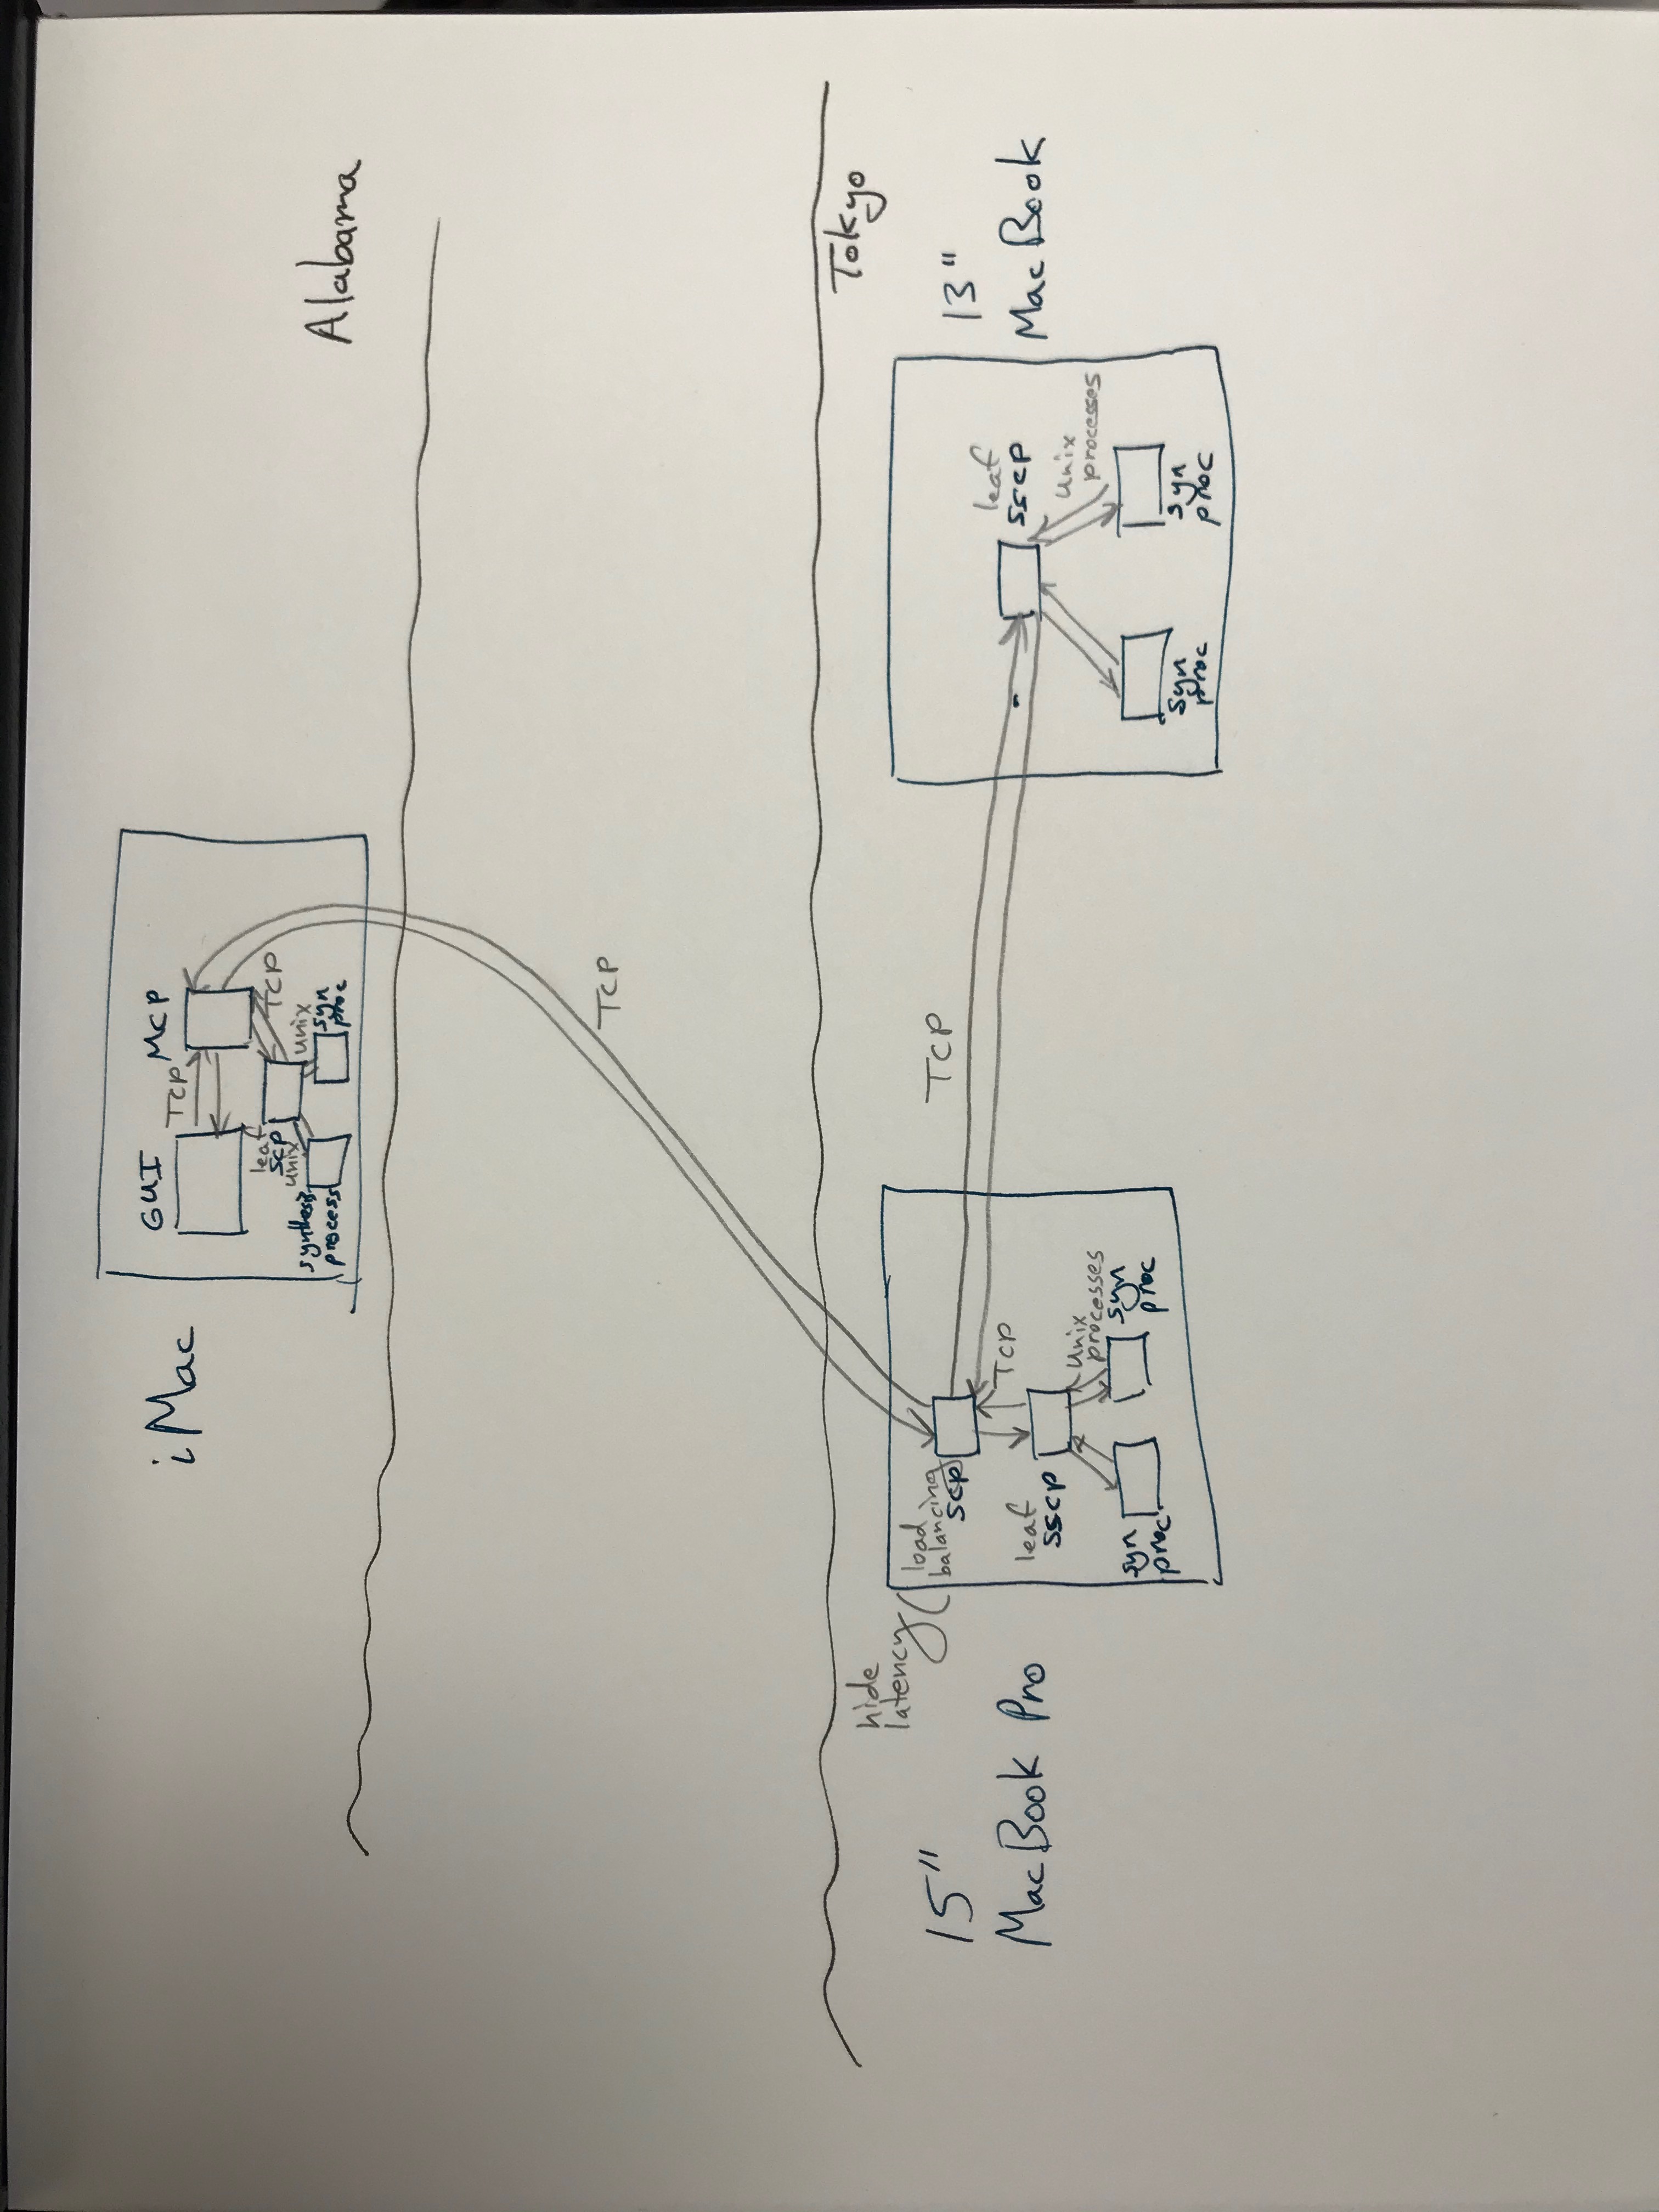 Alabama
iMac
GUI
TCP
MCP
TCP
leaf
SCP
unix
unix
synthesis
process
syn
proc
TCP
Tokyo
hide
latency
15"
MacBook Pro
load
balancing
SCP
TCP
leaf
SSCP
unix
processes
syn
proc
syn
proc
TCP
13"
MacBook
leaf
SSCP
unix
processes
syn
proc
syn
proc